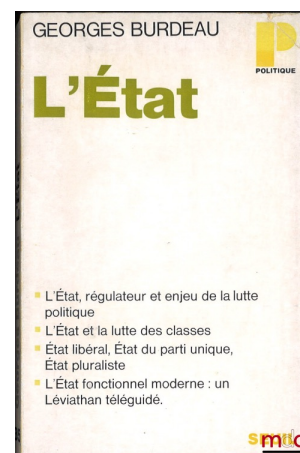 GEORGES BURDEAU
P
POLITIQUE
L'État
L'État, régulateur et enjeu de la lutte
politique
L'État et la lutte des classes
État libéral, État du parti unique,
État pluraliste
L'État fonctionnel moderne : un
Léviathan téléguidé.